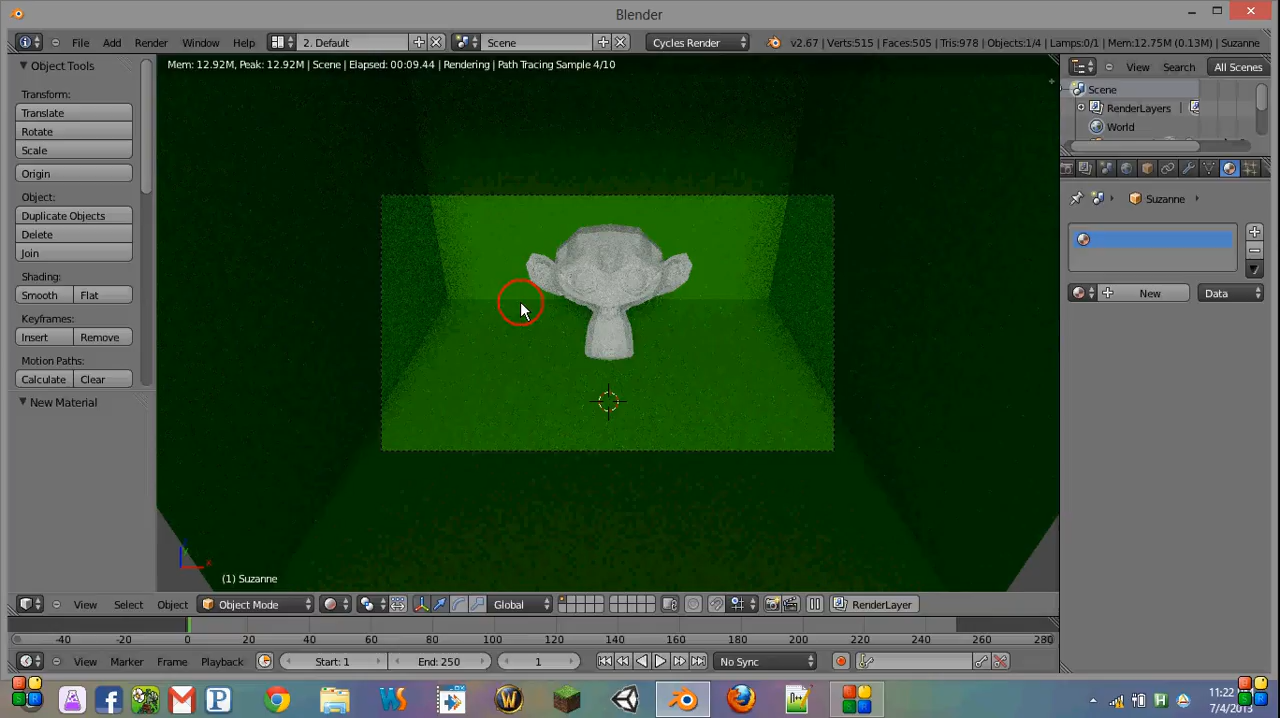 Blender
File Add Render Window Help 2. Default Scene Cycles Render v2.67 | Verts:515 | Faces:505 | Tris:978 | Objects:1/4 | Lamps:0/1 | Mem:12.75M (0.13M) | Suzanne
Object Tools
Mem: 12.92M, Peak: 12.92M | Scene | Elapsed: 00:09.44 | Rendering | Path Tracing Sample 4/10
View Search All Scenes
Transform:
Translate
Rotate
Scale
Origin
Object:
Duplicate Objects
Delete
Join
Shading:
Smooth Flat
Keyframes:
Insert Remove
Motion Paths:
Calculate Clear
New Material
Scene
RenderLayers
World
Suzanne
New Data
y x
(1) Suzanne
View Select Object Object Mode Global RenderLayer
-40 -20 0 20 40 60 80 100 120 140 160 180 200 220 240 260 280
View Marker Frame Playback Start: 1 End: 250 1 No Sync
11:22
7/4/2013